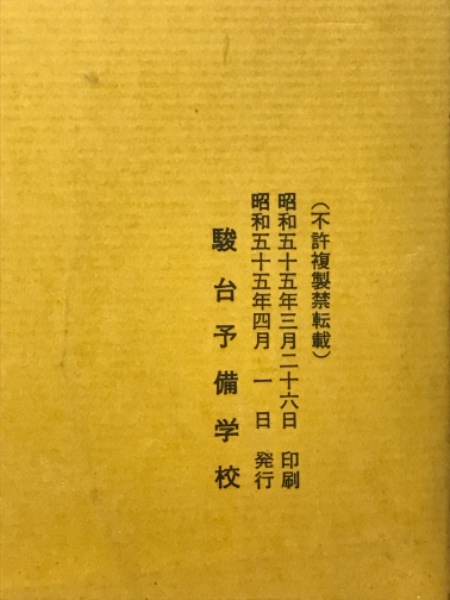 (不許複製禁転載)
昭和五十五年三月二十六日 印刷
昭和五十五年四月 一 日 発行
駿台予備学校